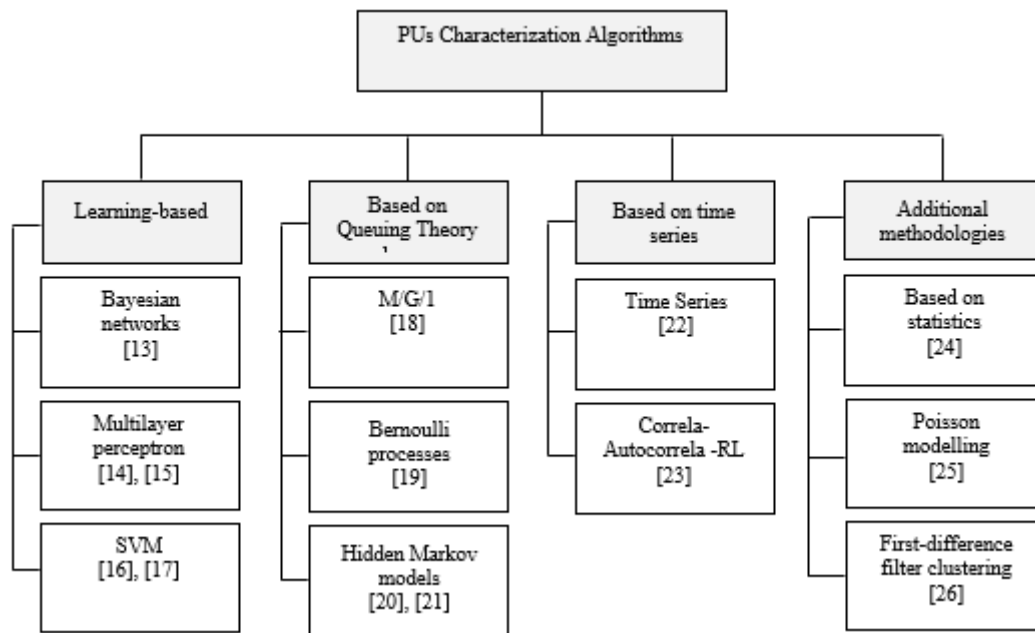 PUs Characterization Algorithms
Learning-based
Bayesian
networks
[13]
Multilayer
perceptron
[14], [15]
SVM
[16], [17]
Based on
Queuing Theory
M/G/1
[18]
Bernoulli
processes
[19]
Hidden Markov
models
[20], [21]
Based on time
series
Time Series
[22]
Correla-
Autocorrela -RL
[23]
Additional
methodologies
Based on
statistics
[24]
Poisson
modelling
[25]
First-difference
filter clustering
[26]